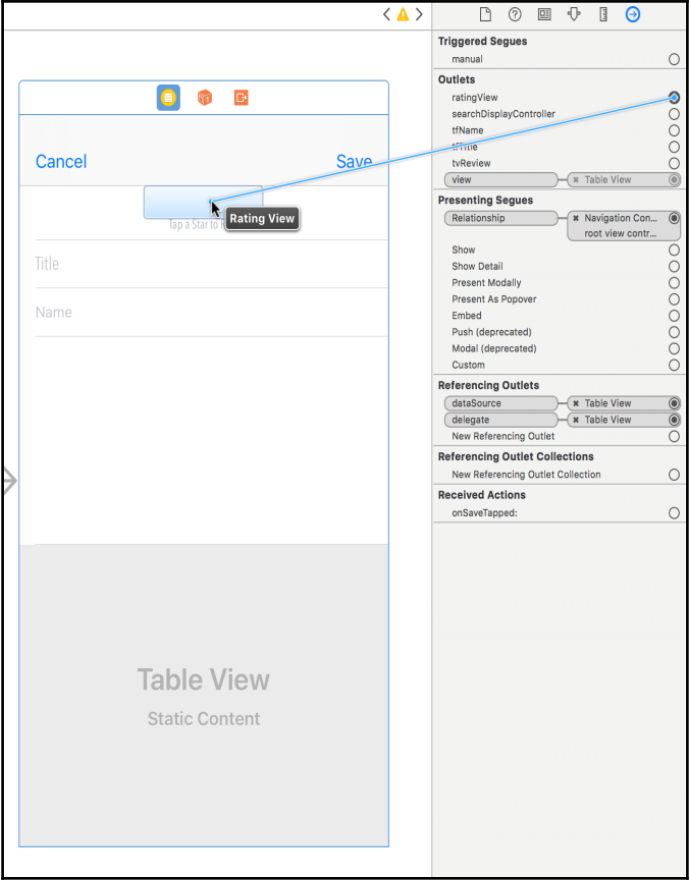 Triggered Segues
manual
Outlets
ratingView
searchDisplayController
tfName
tfTitle
tvReview
view
Table View
Presenting Segues
Relationship
Navigation Con...
root view contr...
Show
Show Detail
Present Modally
Present As Popover
Embed
Push (deprecated)
Modal (deprecated)
Custom
Referencing Outlets
dataSource
Table View
delegate
Table View
New Referencing Outlet
Referencing Outlet Collections
New Referencing Outlet Collection
Received Actions
onSaveTapped:
Cancel
Save
Rating View
Tap a Star to
Title
Name
Table View
Static Content